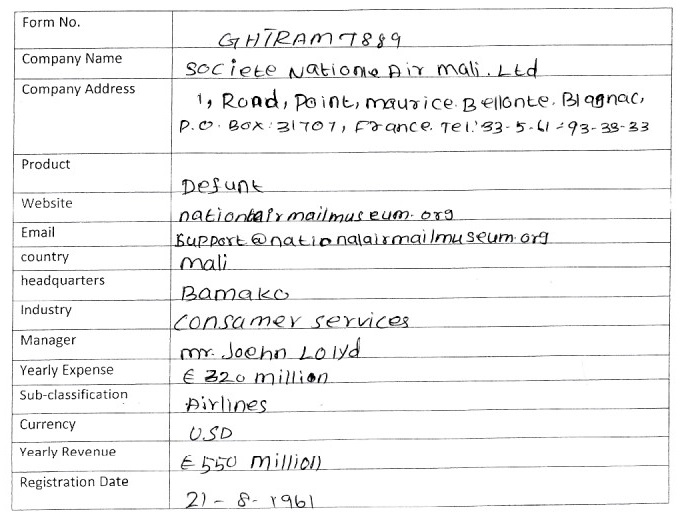 Form No.
GHTRAM7889
Company Name
Societe Nationa Air mali. Ltd
Company Address
1, Road, Point, maurice. Bellonte. Blagnac,
P.O. Box: 31707, France. Tel: 33-5-61-93-33-33
Product
Defunt
Website
nationalairmailmuseum.org
Email
support@nationalairmailmuseum.org
country
mali
headquarters
Bamako
Industry
consamer services
Manager
mr. Joehn Lolyd
Yearly Expense
€ 320 million
Sub-classification
Airlines
Currency
USD
Yearly Revenue
€ 550 million
Registration Date
21-8-1961